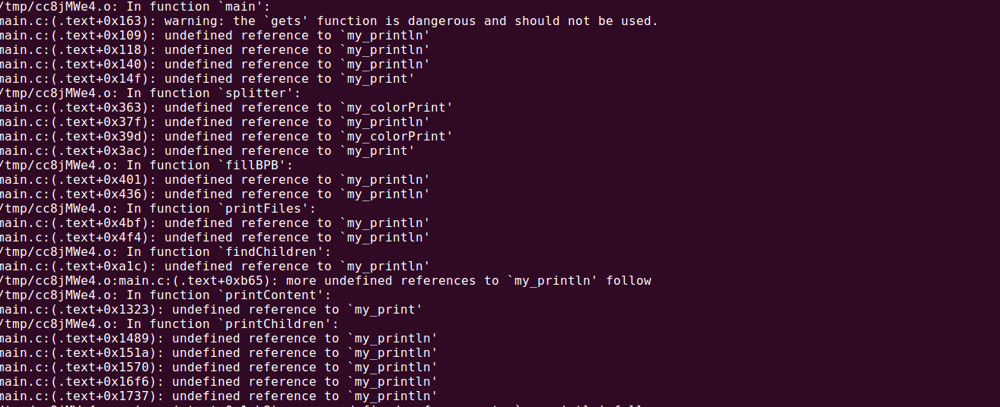 /tmp/cc8jMWe4.o: In function `main':
main.c:(.text+0x163): warning: the `gets' function is dangerous and should not be used.
main.c:(.text+0x109): undefined reference to `my_println'
main.c:(.text+0x118): undefined reference to `my_println'
main.c:(.text+0x140): undefined reference to `my_println'
main.c:(.text+0x14f): undefined reference to `my_print'
/tmp/cc8jMWe4.o: In function `splitter':
main.c:(.text+0x363): undefined reference to `my_colorPrint'
main.c:(.text+0x37f): undefined reference to `my_println'
main.c:(.text+0x39d): undefined reference to `my_colorPrint'
main.c:(.text+0x3ac): undefined reference to `my_print'
/tmp/cc8jMWe4.o: In function `fillBPB':
main.c:(.text+0x401): undefined reference to `my_println'
main.c:(.text+0x436): undefined reference to `my_println'
/tmp/cc8jMWe4.o: In function `printFiles':
main.c:(.text+0x4bf): undefined reference to `my_println'
main.c:(.text+0x4f4): undefined reference to `my_println'
/tmp/cc8jMWe4.o: In function `findChildren':
main.c:(.text+0xa1c): undefined reference to `my_println'
/tmp/cc8jMWe4.o:main.c:(.text+0xb65): more undefined references to `my_println' follow
/tmp/cc8jMWe4.o: In function `printContent':
main.c:(.text+0x1323): undefined reference to `my_print'
/tmp/cc8jMWe4.o: In function `printChildren':
main.c:(.text+0x1489): undefined reference to `my_println'
main.c:(.text+0x151a): undefined reference to `my_println'
main.c:(.text+0x1570): undefined reference to `my_println'
main.c:(.text+0x16f6): undefined reference to `my_println'
main.c:(.text+0x1737): undefined reference to `my_println'